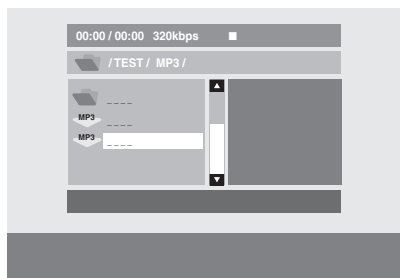 00:00 / 00:00 320kbps
/ TEST / MP3 /
_ _ _ _
MP3 _ _ _ _
MP3 _ _ _ _